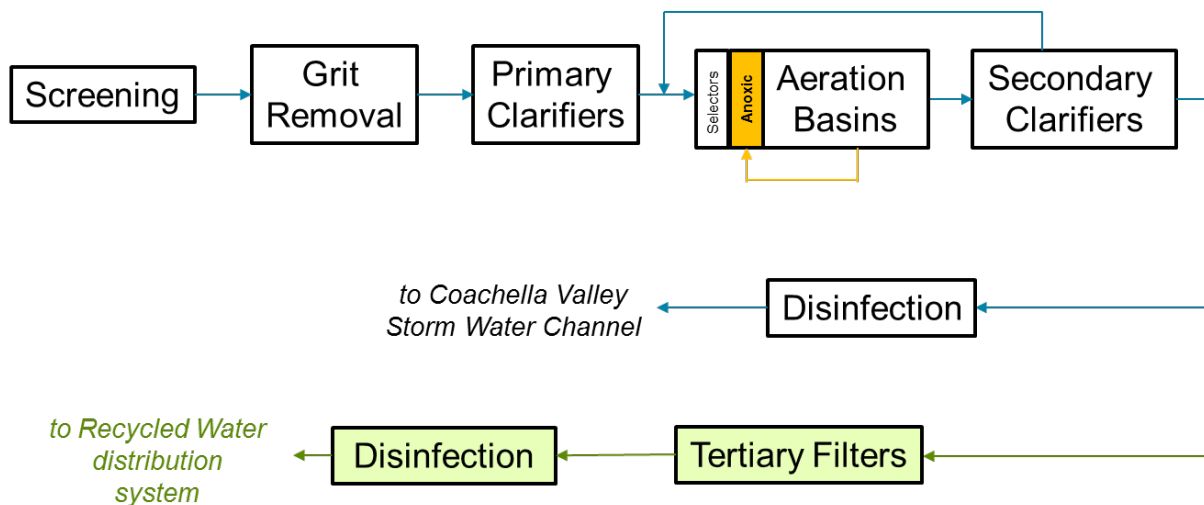 Screening
Grit
Removal
Primary
Clarifiers
Selectors
Anoxic
Aeration
Basins
Secondary
Clarifiers
to Coachella Valley
Storm Water Channel
Disinfection
to Recycled Water
distribution
system
Disinfection
Tertiary Filters